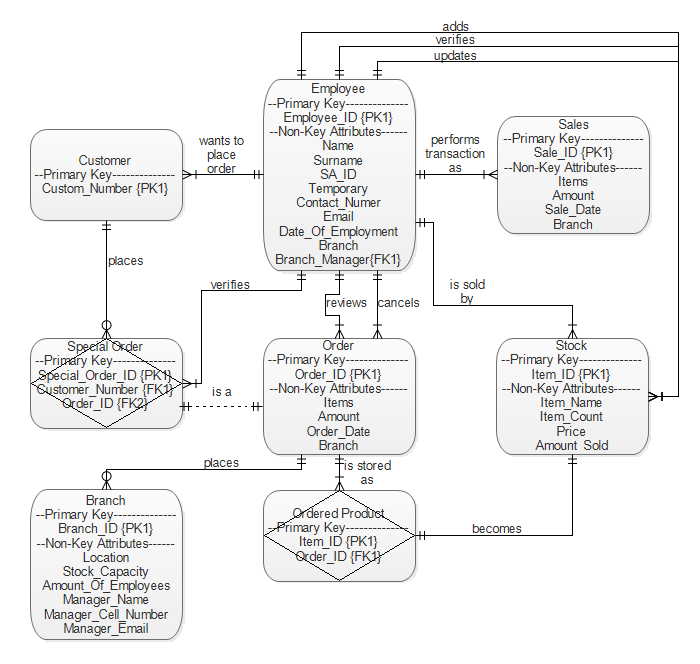 adds
verifies
updates
Employee
--Primary Key--------------
Employee_ID {PK1}
--Non-Key Attributes------
Name
Surname
SA_ID
Temporary
Contact_Numer
Email
Date_Of_Employment
Branch
Branch_Manager{FK1}
Sales
--Primary Key--------------
Sale_ID {PK1}
--Non-Key Attributes------
Items
Amount
Sale_Date
Branch
Customer
--Primary Key--------------
Custom_Number {PK1}
wants to
place
order
performs
transaction
as
places
verifies
reviews
cancels
is sold
by
Special Order
--Primary Key--------------
Special_Order_ID {PK1}
Customer_Number {FK1}
Order_ID {FK2}
is a
Order
--Primary Key--------------
Order_ID {PK1}
--Non-Key Attributes------
Items
Amount
Order_Date
Branch
Stock
--Primary Key--------------
Item_ID {PK1}
--Non-Key Attributes------
Item_Name
Item_Count
Price
Amount_Sold
places
is stored
as
Branch
--Primary Key--------------
Branch_ID {PK1}
--Non-Key Attributes------
Location
Stock_Capacity
Amount_Of_Employees
Manager_Name
Manager_Cell_Number
Manager_Email
Ordered Product
--Primary Key--------------
Item_ID {PK1}
Order_ID {FK1}
becomes